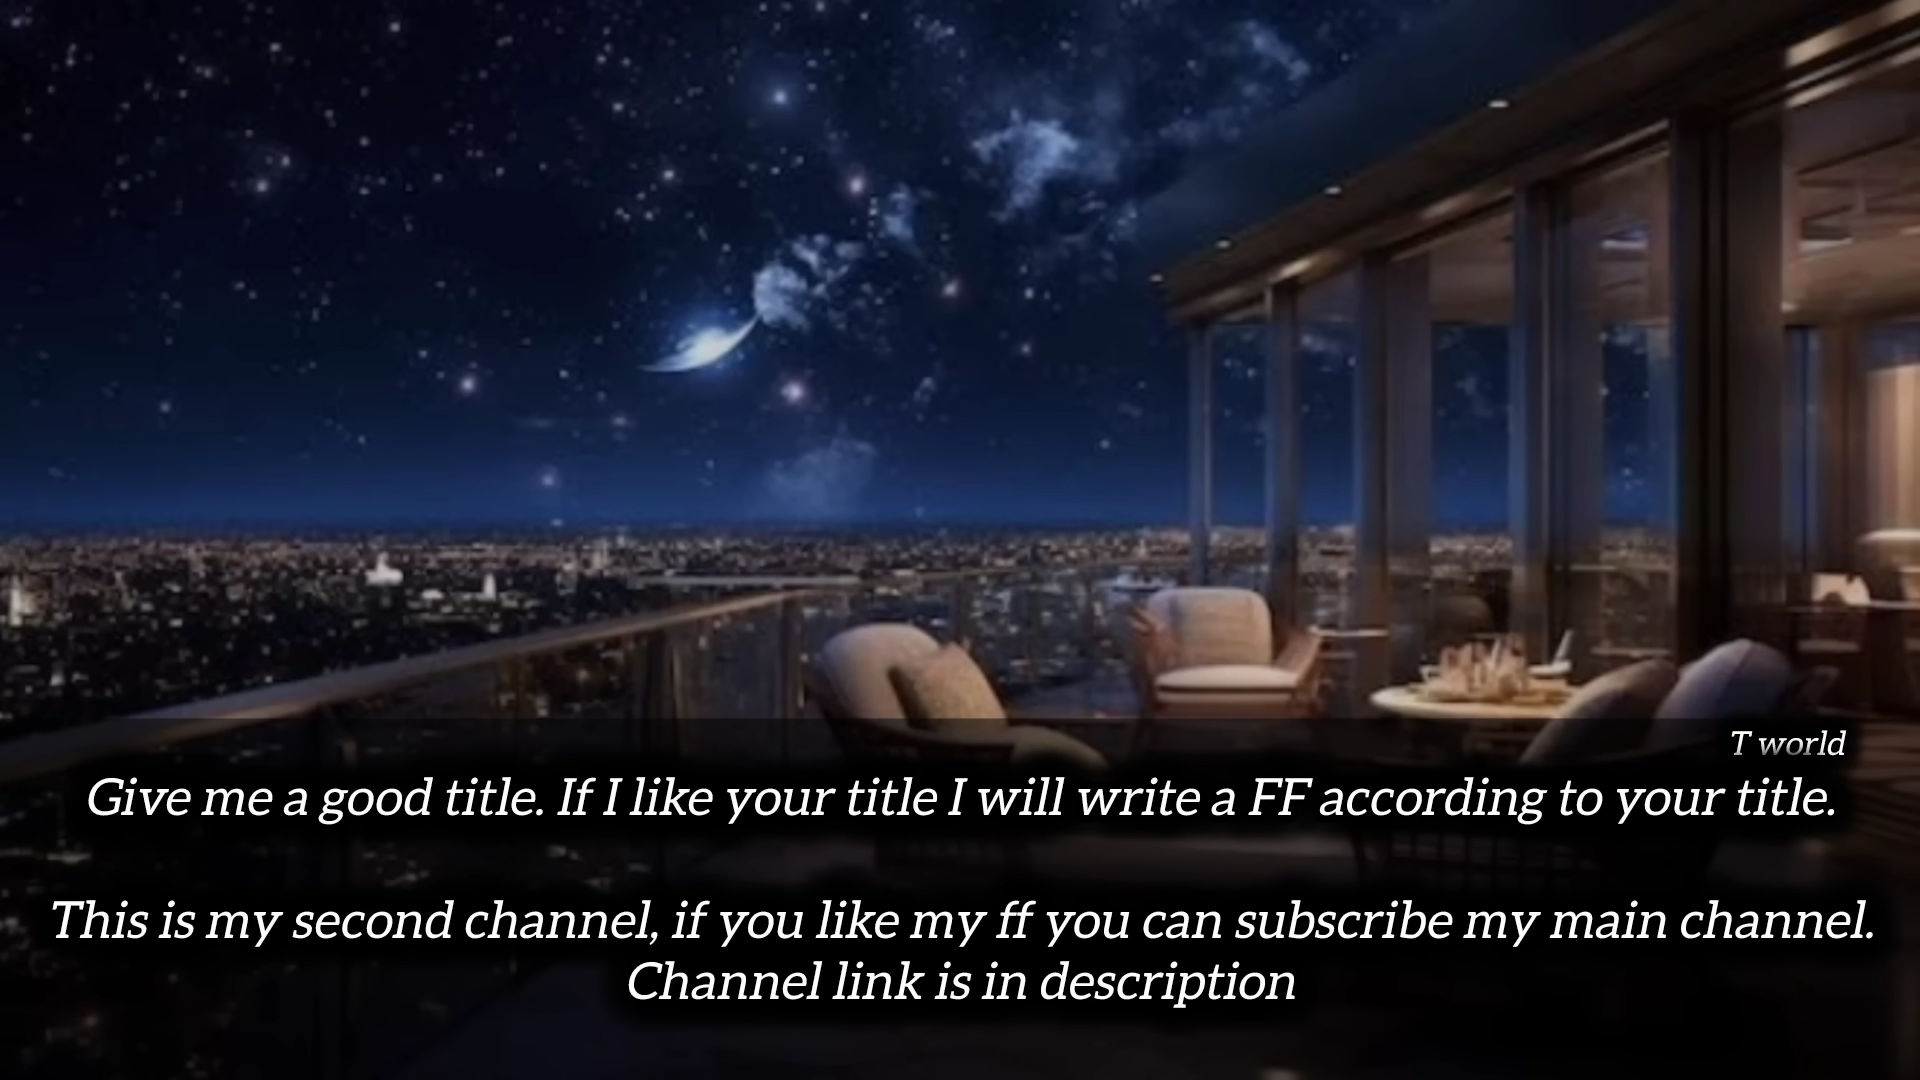 T world
Give me a good title. If I like your title I will write a FF according to your title.
This is my second channel, if you like my ff you can subscribe my main channel.
Channel link is in description